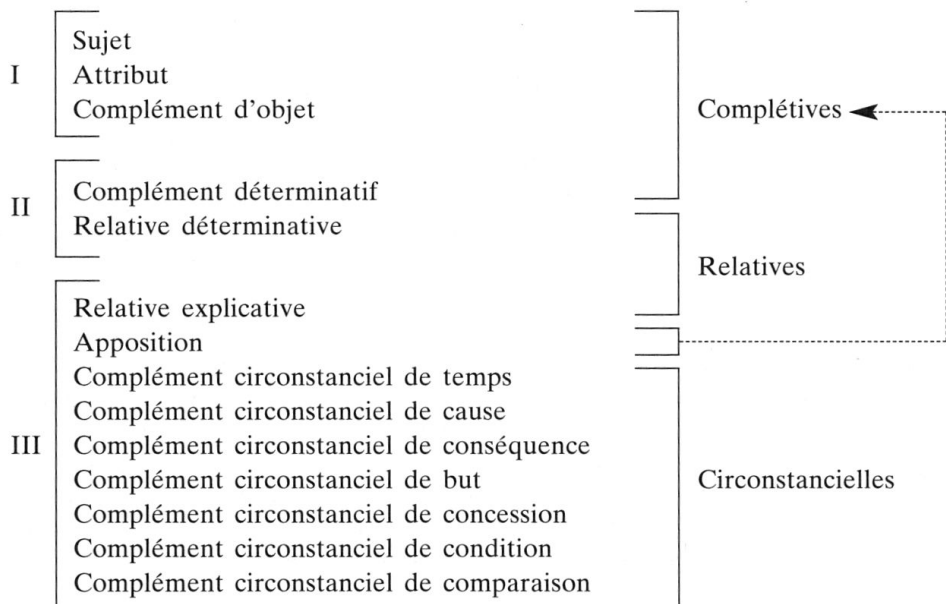 Sujet
I Attribut
Complément d'objet Complétives
Complément déterminatif
II
Relative déterminative
Relatives
Relative explicative
Apposition
Complément circonstanciel de temps
Complément circonstanciel de cause
III Complément circonstanciel de conséquence
Complément circonstanciel de but Circonstancielles
Complément circonstanciel de concession
Complément circonstanciel de condition
Complément circonstanciel de comparaison